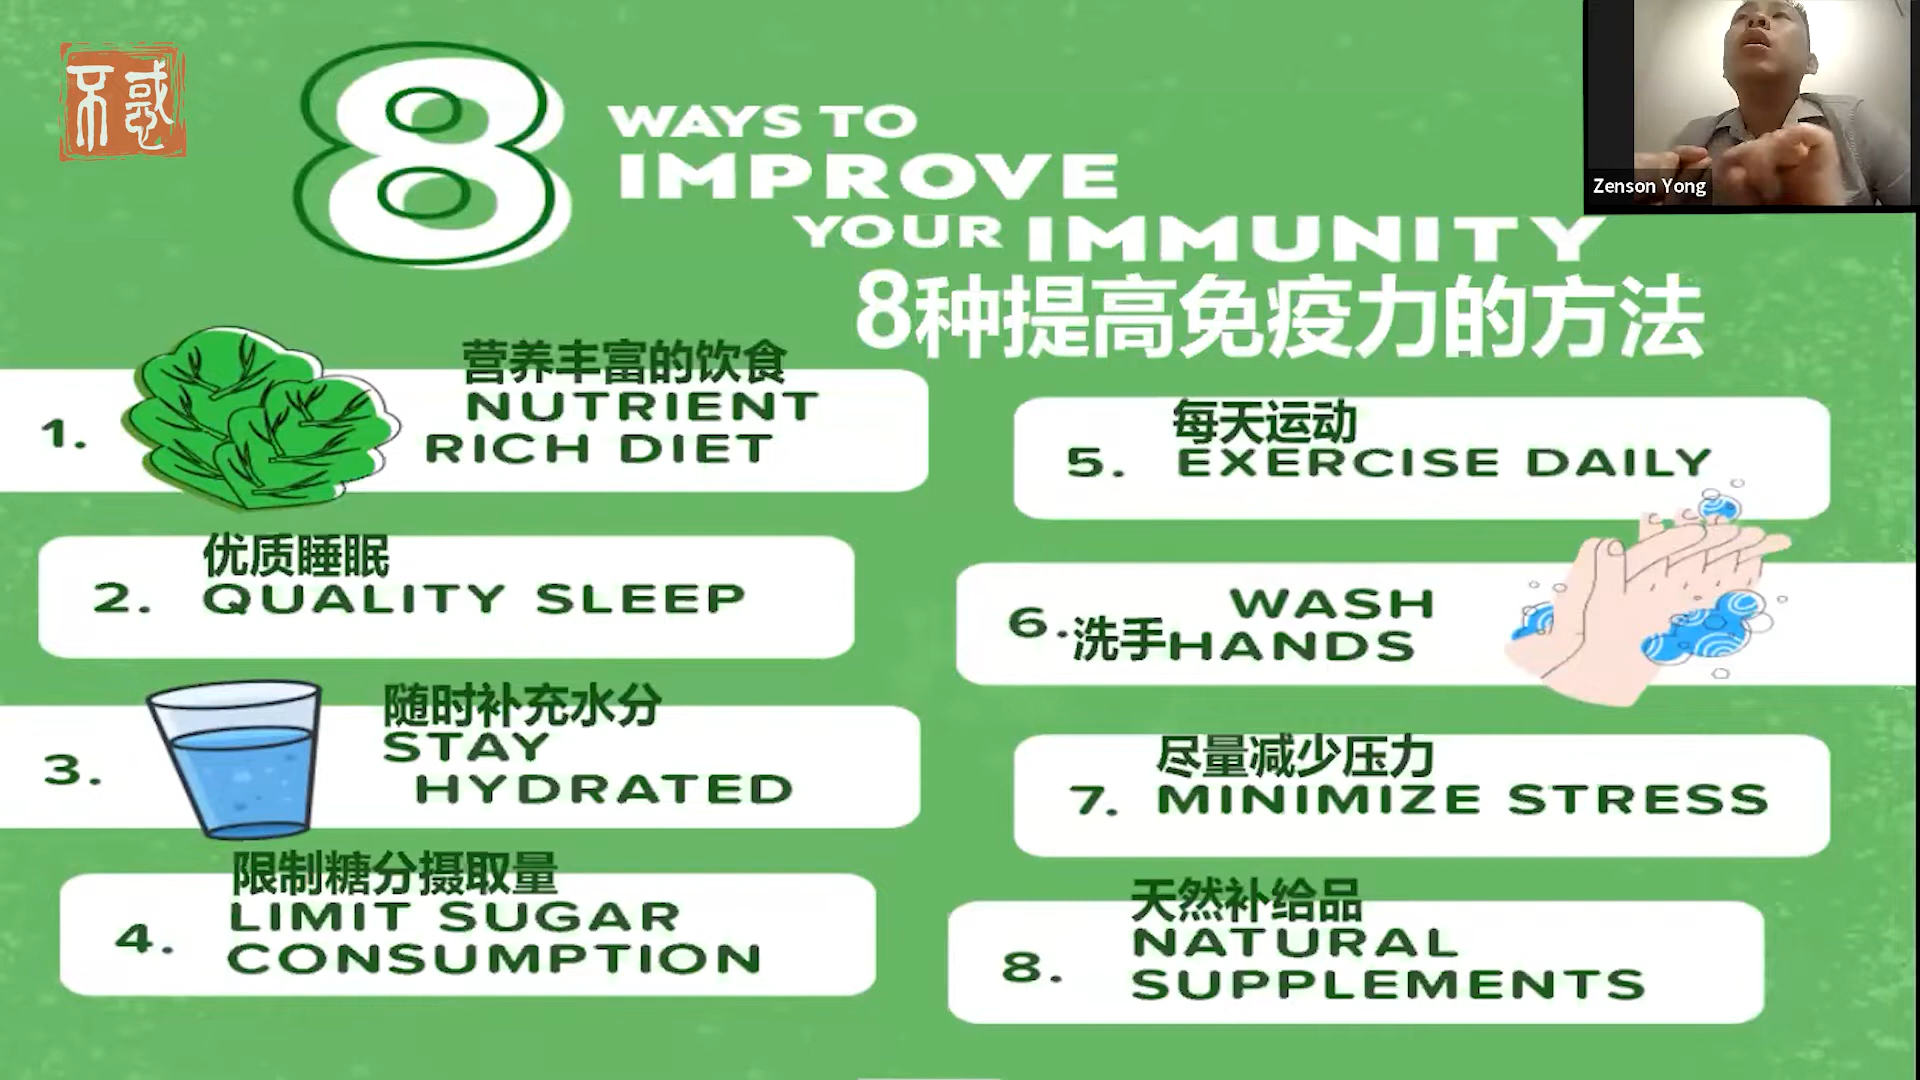 不惑
8
WAYS TO
IMPROVE
YOUR IMMUNITY
8种提高免疫力的方法
Zenson Yong
1.
营养丰富的饮食
NUTRIENT
RICH DIET
2.
优质睡眠
QUALITY SLEEP
3.
随时补充水分
STAY
HYDRATED
4.
限制糖分摄取量
LIMIT SUGAR
CONSUMPTION
5.
每天运动
EXERCISE DAILY
6.
WASH
洗手HANDS
7.
尽量减少压力
MINIMIZE STRESS
8.
天然补给品
NATURAL
SUPPLEMENTS